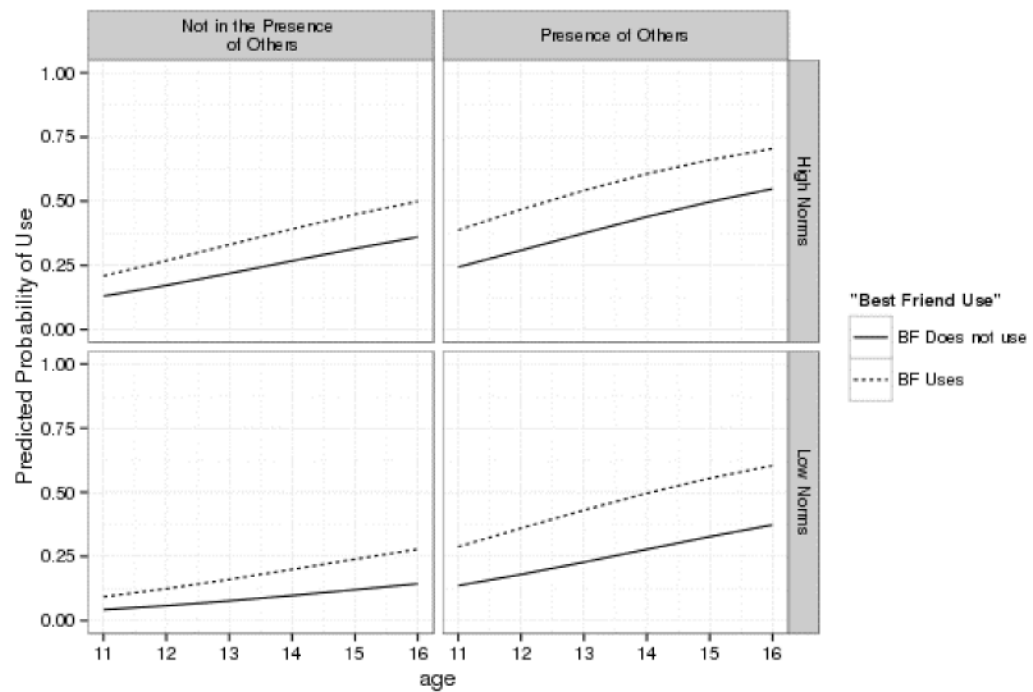 Not in the Presence
of Others
Presence of Others
1.00
0.75
0.50
0.25
0.00
High Norms
Predicted Probability of Use
"Best Friend Use"
BF Does not use
BF Uses
1.00
0.75
0.50
0.25
0.00
Low Norms
11 12 13 14 15 16 11 12 13 14 15 16
age